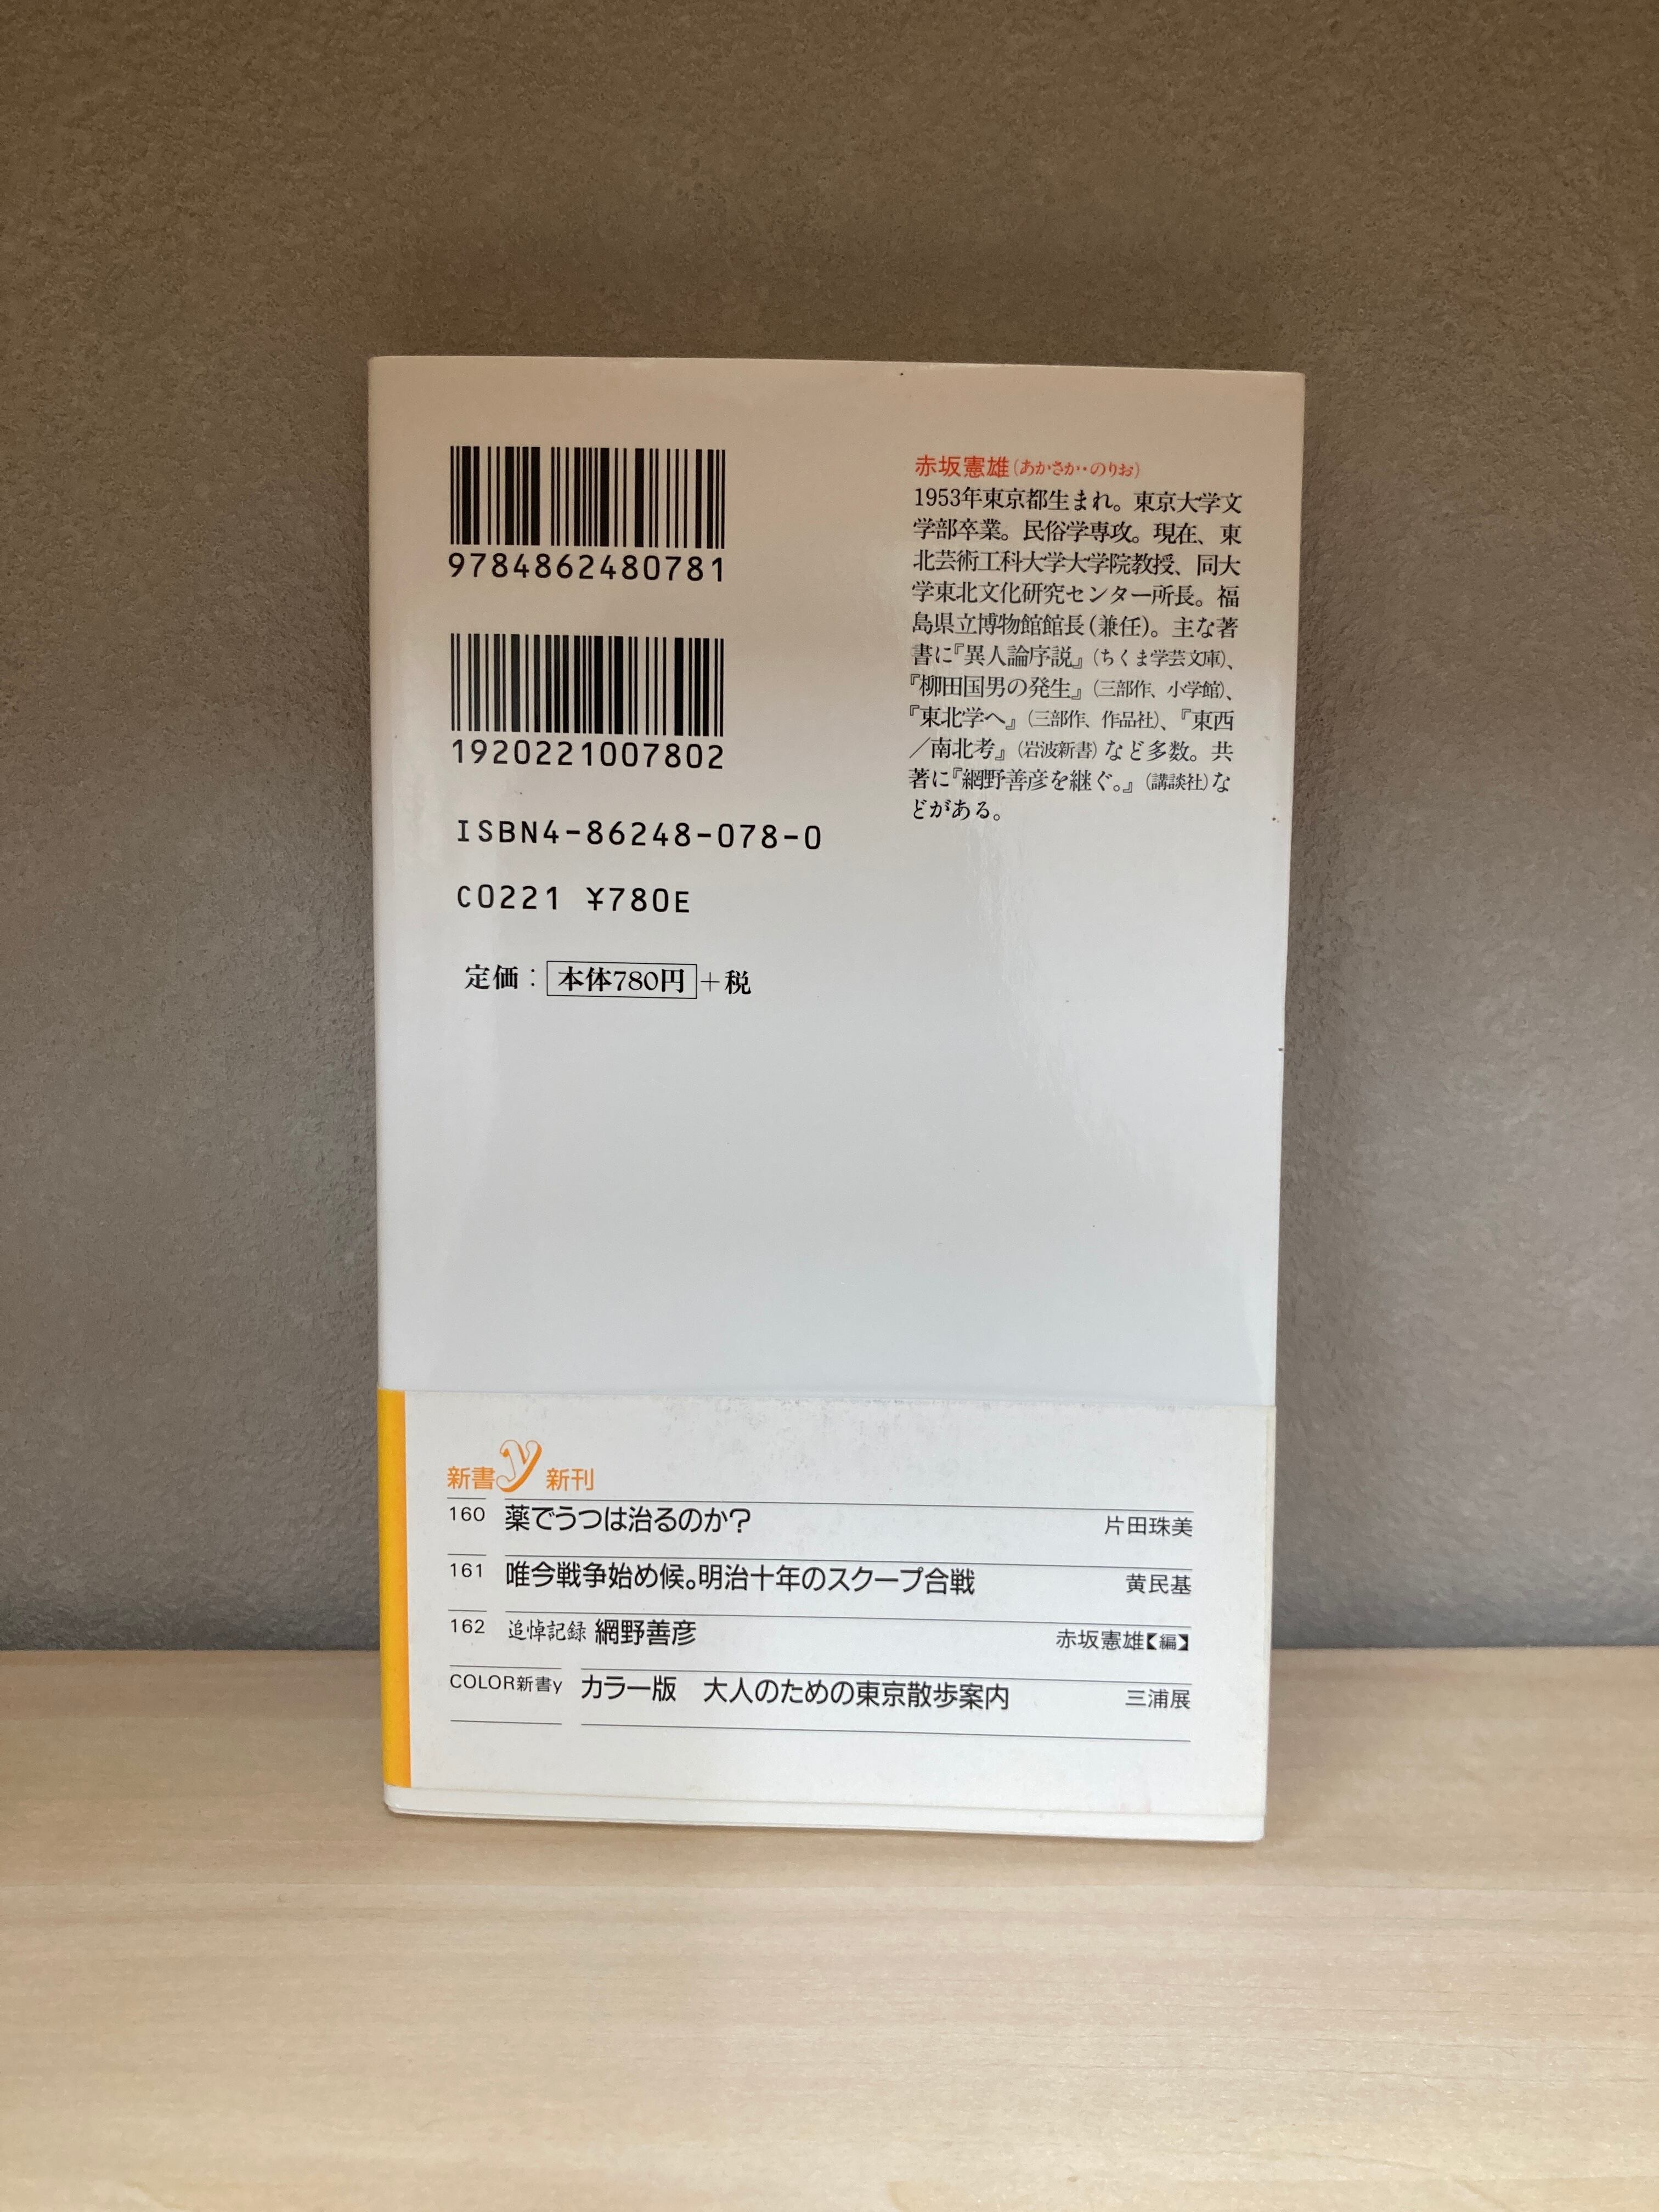 9784862480781
1920221007802
ISBN4-86248-078-0
C0221 ¥780E
定価：本体780円＋税
赤坂憲雄（あかさか・のりお）
1953年東京都生まれ。東京大学文
学部卒業。民俗学専攻。現在、東
北芸術工科大学大学院教授、同大
学東北文化研究センター所長。福
島県立博物館館長（兼任）。主な著
書に『異人論序説』（ちくま学芸文庫）、
『柳田国男の発生』（三部作、小学館）、
『東北学へ』（三部作、作品社）、『東西
／南北考』（岩波新書）など多数。共
著に『網野善彦を継ぐ。』（講談社）な
どがある。
新書y 新刊
160 薬でうつは治るのか？ 片田珠美
161 唯今戦争始め候。明治十年のスクープ合戦 黄民基
162 追悼記録 網野善彦 赤坂憲雄【編】
COLOR新書y カラー版 大人のための東京散歩案内 三浦展